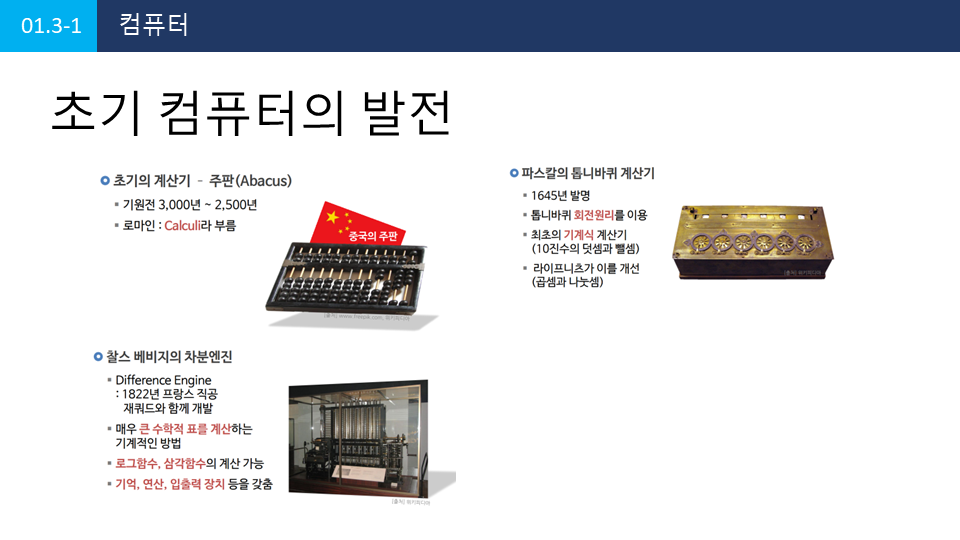 01.3-1 컴퓨터
초기 컴퓨터의 발전
초기의 계산기 - 주판(Abacus)
기원전 3,000년 ~ 2,500년
로마인 : Calculi라 부름
중국의 주판
[출처] www.freepik.com, 위키피디아
파스칼의 톱니바퀴 계산기
1645년 발명
톱니바퀴 회전원리를 이용
최초의 기계식 계산기
(10진수의 덧셈과 뺄셈)
라이프니츠가 이를 개선
(곱셈과 나눗셈)
[출처] 위키피디아
찰스 베비지의 차분엔진
Difference Engine
: 1822년 프랑스 직공
재쿼드와 함께 개발
매우 큰 수학적 표를 계산하는
기계적인 방법
로그함수, 삼각함수의 계산 가능
기억, 연산, 입출력 장치 등을 갖춤
[출처] 위키피디아